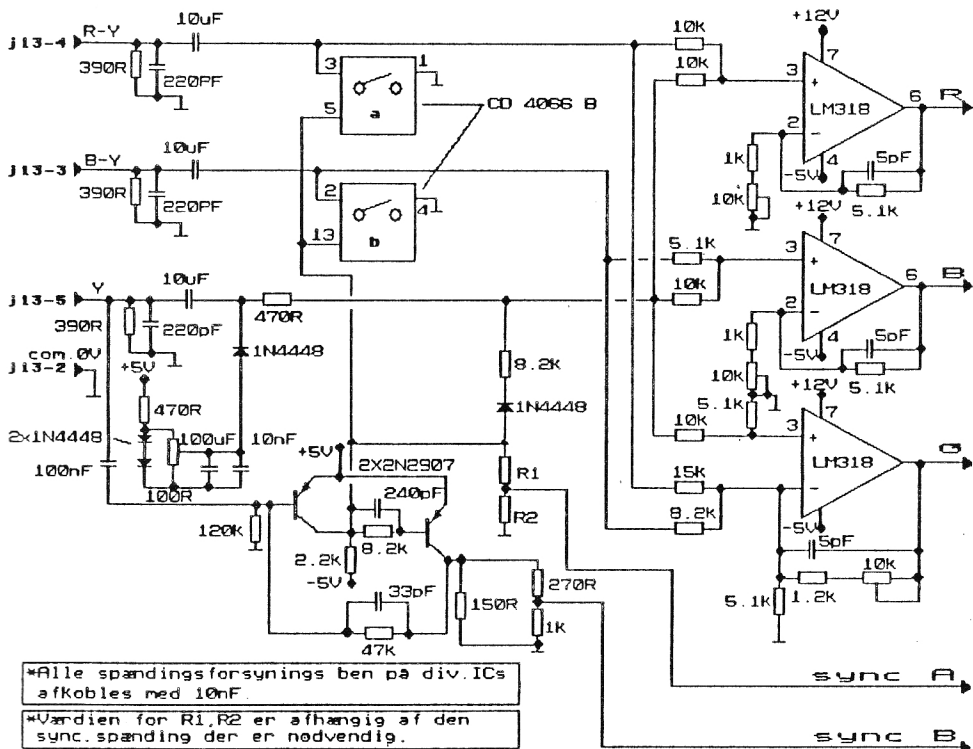 10uF
j13-4
R-Y
390R
220PF
3
1
5
a
CD 4066 B
10uF
j13-3
B-Y
390R
220PF
2
4
13
b
10uF
j13-5
Y
390R
220pF
470R
1N4448
com.0V
j13-2
+5V
470R
2x1N4448
100uF
10nF
100nF
100R
8.2k
1N4448
+5V
2X2N2907
240pF
R1
R2
120k
8.2k
2.2k
-5V
33pF
47k
150R
270R
1k
10k
10k
+12V
7
3
+
LM318
6
R
2
-
4
-5V
1k
10k
5pF
5.1k
+12V
7
5.1k
10k
3
+
LM318
6
B
2
-
4
-5V
1k
10k
5.1k
5pF
5.1k
+12V
7
10k
3
+
LM318
G
15k
8.2k
-
-5V
5pF
10k
1.2k
5.1k
sync A
sync B
*Alle spændingsforsynings ben på div.ICs
afkobles med 10nF.
*Værdien for R1,R2 er afhængig af den
sync.spænding der er nødvendig.